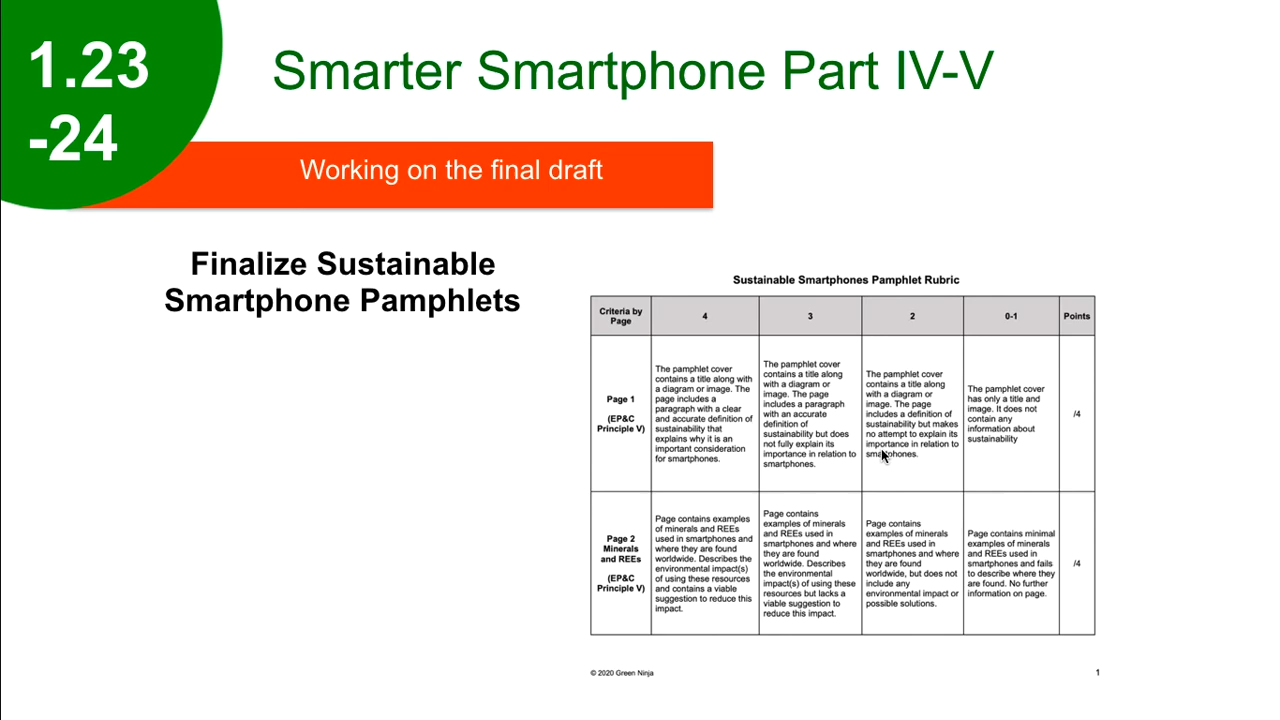 1.23
-24
Smarter Smartphone Part IV-V
Working on the final draft
Finalize Sustainable
Smartphone Pamphlets
Sustainable Smartphones Pamphlet Rubric
Criteria by
Page
4
3
2
0-1
Points
Page 1
(EP&C
Principle V)
The pamphlet cover
contains a title along with
a diagram or image. The
page includes a
paragraph with a clear
and accurate definition of
sustainability that
explains why it is an
important consideration
for smartphones.
The pamphlet cover
contains a title along
with a diagram or
image. The page
includes a paragraph
with an accurate
definition of
sustainability but does
not fully explain its
importance in relation to
smartphones.
The pamphlet cover
contains a title along
with a diagram or
image. The page
includes a definition of
sustainability but makes
no attempt to explain its
importance in relation to
smartphones.
The pamphlet cover
has only a title and
image. It does not
contain any
information about
sustainability
/4
Page 2
Minerals
and REEs
(EP&C
Principle V)
Page contains examples
of minerals and REEs
used in smartphones and
where they are found
worldwide. Describes the
environmental impact(s)
of using these resources
and contains a viable
suggestion to reduce this
impact.
Page contains
examples of minerals
and REEs used in
smartphones and where
they are found
worldwide. Describes
the environmental
impact(s) of using these
resources but lacks a
viable suggestion to
reduce this impact.
Page contains
examples of minerals
and REEs used in
smartphones and where
they are found
worldwide, but does not
include any
environmental impact or
possible solutions.
Page contains minimal
examples of minerals
and REEs used in
smartphones and fails
to describe where they
are found. No further
information on page.
/4
© 2020 Green Ninja
1